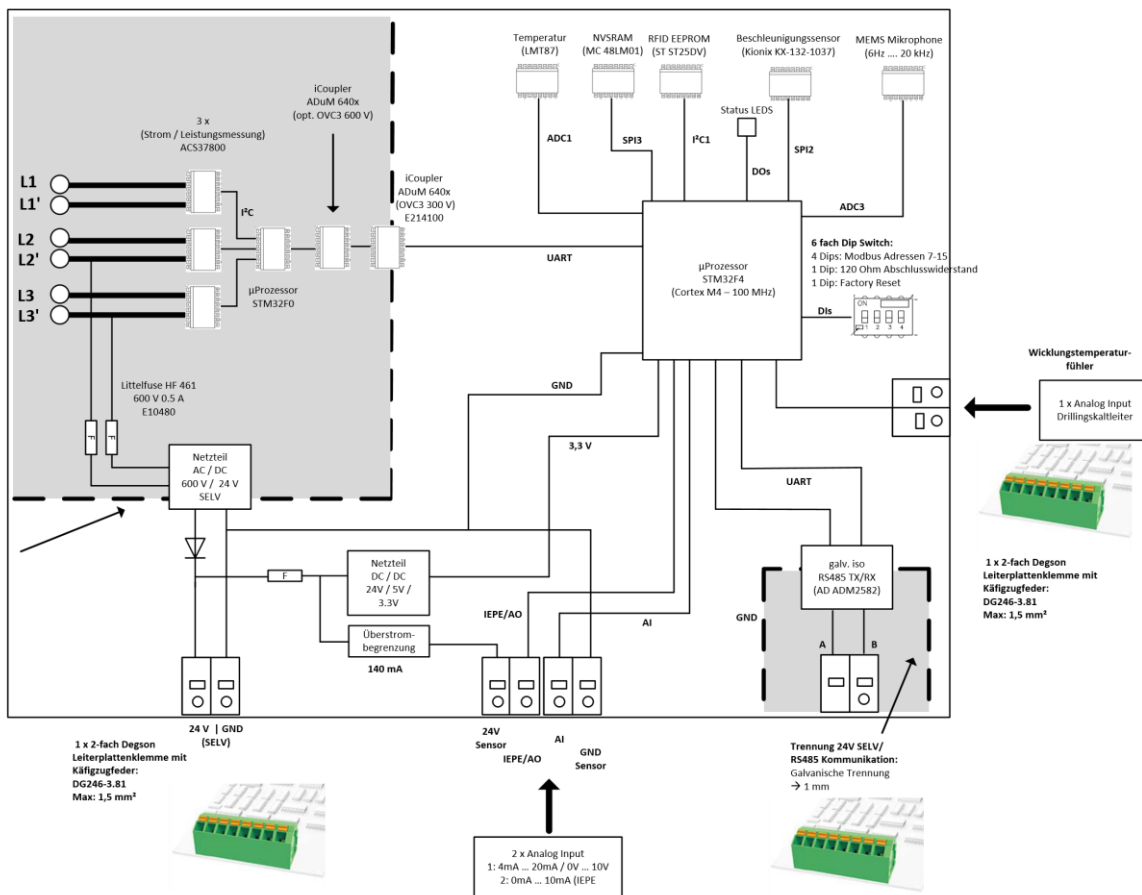 Temperatur
(LMT87)
NVSRAM
(MC 48LM01)
RFID EEPROM
(ST ST25DV)
Beschleunigungssensor
(Kionix KX-132-1037)
MEMS Mikrophone
(6Hz .... 20 kHz)
Status LEDS
iCoupler
ADuM 640x
(opt. OVC3 600 V)
3 x
(Strom / Leistungsmessung)
ACS37800
iCoupler
ADuM 640x
(OVC3 300 V)
E214100
ADC1
SPI3
I²C1
DOs
SPI2
ADC3
L1
L1'
L2
L2'
L3
L3'
I²C
µProzessor
STM32F0
UART
µProzessor
STM32F4
(Cortex M4 – 100 MHz)
6 fach Dip Switch:
4 Dips: Modbus Adressen 7-15
1 Dip: 120 Ohm Abschlusswiderstand
1 Dip: Factory Reset
DIs
ON
1 2 3 4
Wicklungstemperatur-
fühler
1 x Analog Input
Drillingskaltleiter
Littelfuse HF 461
600 V 0.5 A
E10480
F
F
GND
3,3 V
Netzteil
AC / DC
600 V / 24 V
SELV
UART
F
Netzteil
DC / DC
24V / 5V /
3.3V
Überstrom-
begrenzung
140 mA
IEPE/AO
AI
GND
galv. iso
RS485 TX/RX
(AD ADM2582)
A
B
1 x 2-fach Degson
Leiterplattenklemme mit
Käfigzugfeder:
DG246-3.81
Max: 1,5 mm²
24 V | GND
(SELV)
1 x 2-fach Degson
Leiterplattenklemme mit
Käfigzugfeder:
DG246-3.81
Max: 1,5 mm²
24V
Sensor
IEPE/AO
AI
GND
Sensor
Trennung 24V SELV/
RS485 Kommunikation:
Galvanische Trennung
→ 1 mm
2 x Analog Input
1: 4mA ... 20mA / 0V ... 10V
2: 0mA ... 10mA (IEPE